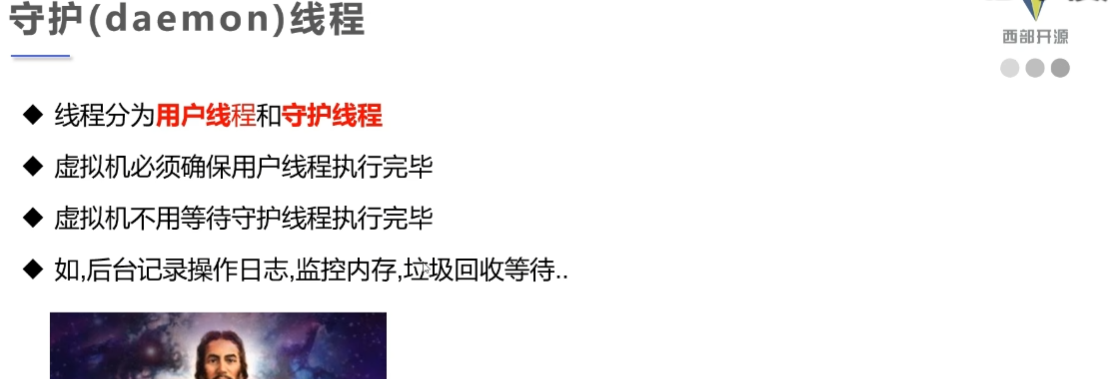 守护(daemon)线程
西部开源
◆ 线程分为用户线程和守护线程
◆ 虚拟机必须确保用户线程执行完毕
◆ 虚拟机不用等待守护线程执行完毕
◆ 如,后台记录操作日志,监控内存,垃圾回收等待..